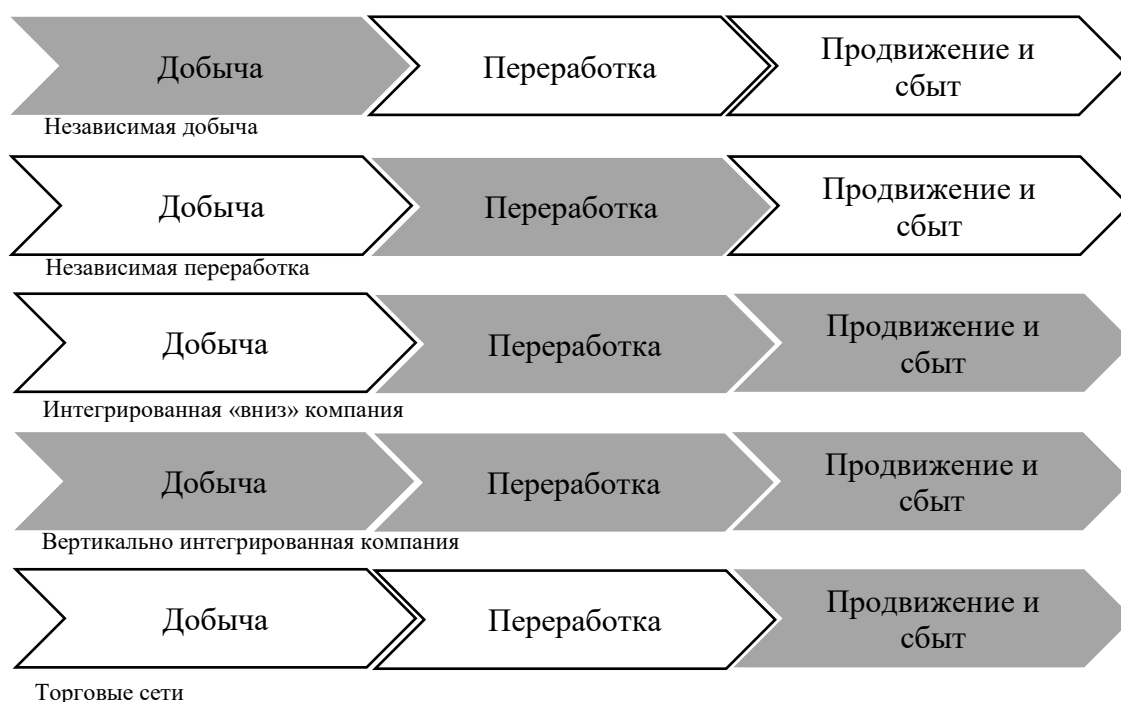 Добыча
Переработка
Продвижение и
сбыт
Независимая добыча
Добыча
Переработка
Продвижение и
сбыт
Независимая переработка
Добыча
Переработка
Продвижение и
сбыт
Интегрированная «вниз» компания
Добыча
Переработка
Продвижение и
сбыт
Вертикально интегрированная компания
Добыча
Переработка
Продвижение и
сбыт
Торговые сети